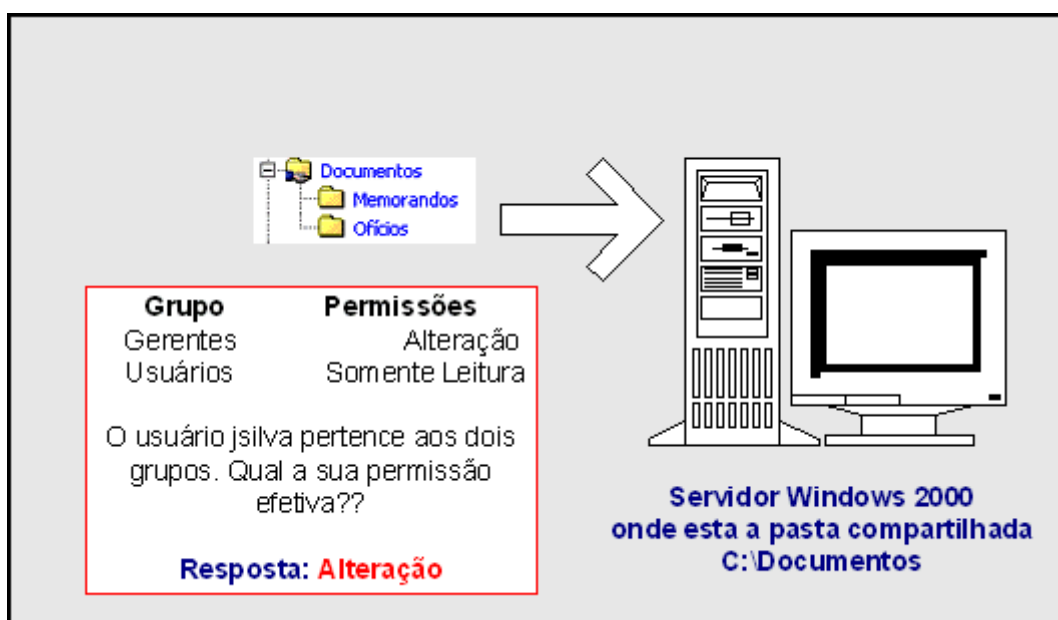 Documentos
Memorandos
Ofícios
Grupo Permissões
Gerentes Alteração
Usuários Somente Leitura
O usuário jsilva pertence aos dois
grupos. Qual a sua permissão
efetiva??
Resposta: Alteração
Servidor Windows 2000
onde esta a pasta compartilhada
C:\Documentos